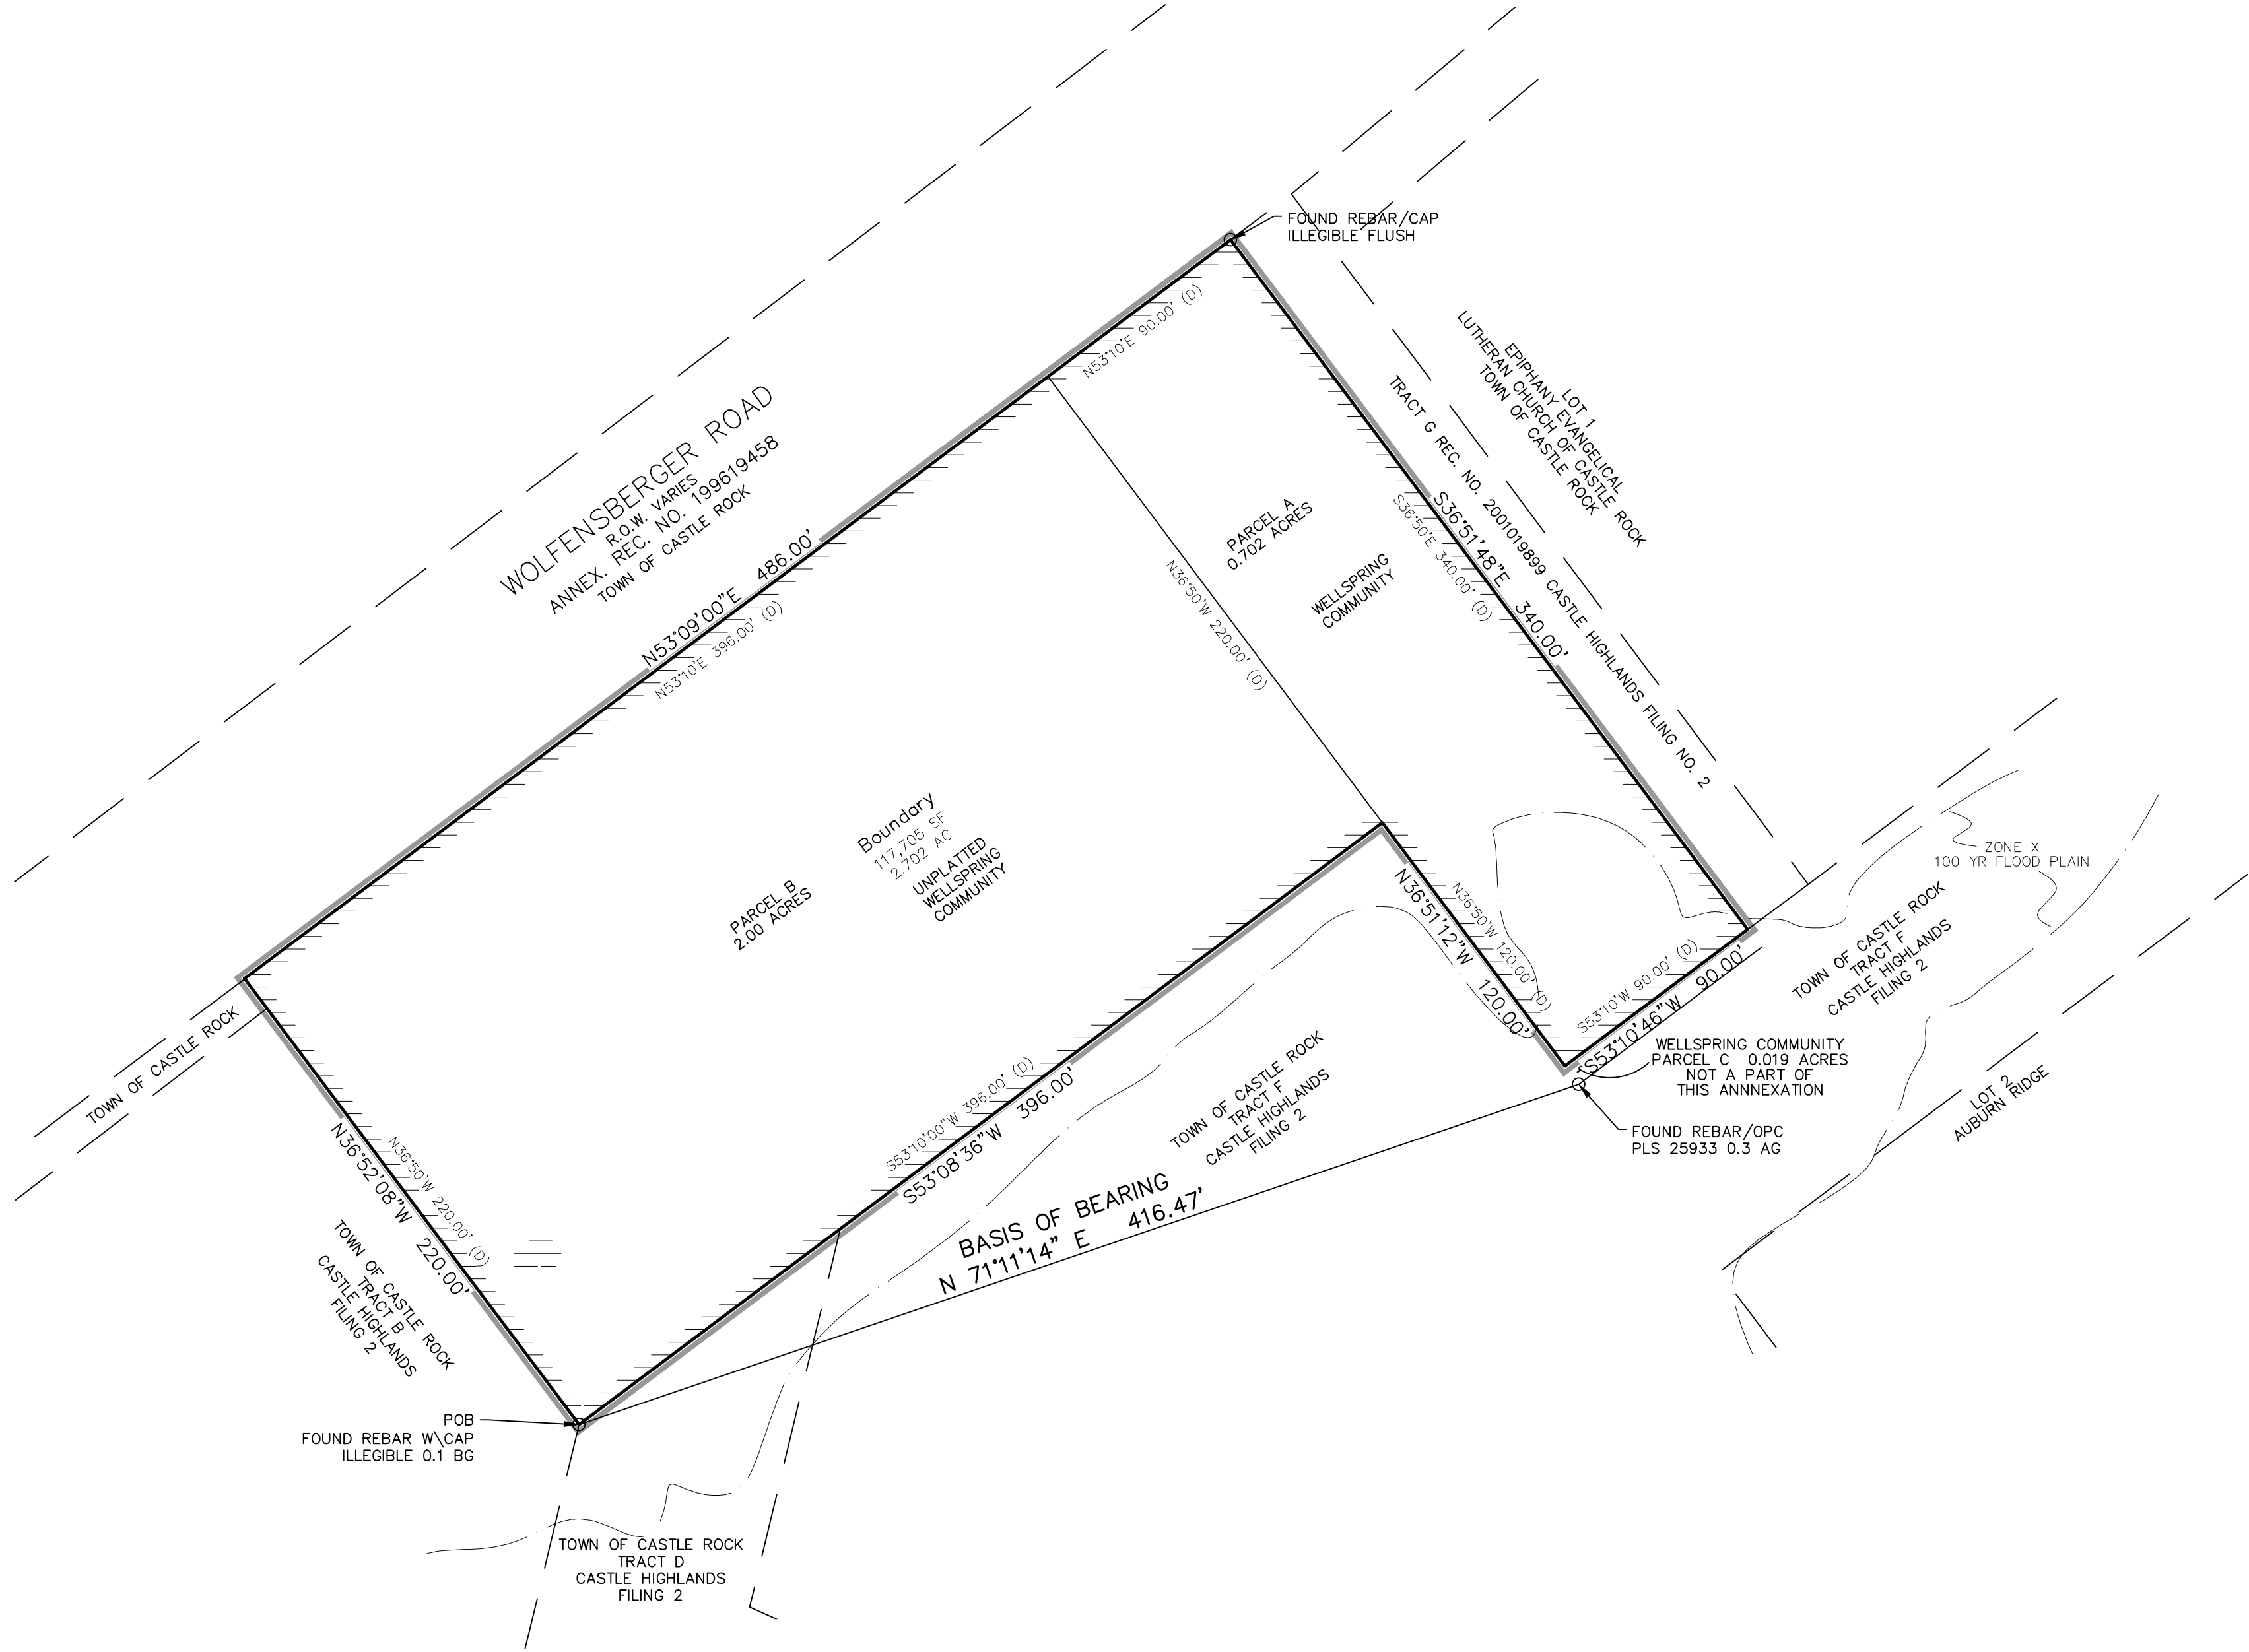 FOUND REBAR/CAP
ILLEGIBLE FLUSH
N53°10'E 90.00' (D)
LOT 1
EPIPHANY EVANGELICAL
LUTHERAN CHURCH OF CASTLE ROCK
TOWN OF CASTLE ROCK
TRACT G REC. NO. 2001019899 CASTLE HIGHLANDS FILING NO. 2
WOLFENSBERGER ROAD
R.O.W. VARIES
ANNEX. REC. NO. 199619458
TOWN OF CASTLE ROCK
N53°09'00"E 486.00'
N53°10'E 396.00' (D)
PARCEL A
0.702 ACRES
WELLSPRING
COMMUNITY
S36°51'48"E 340.00'
S36°50'E 340.00' (D)
N36°50'W 220.00' (D)
Boundary
117,705 SF
2.702 AC
UNPLATTED
WELLSPRING
COMMUNITY
PARCEL B
2.00 ACRES
ZONE X
100 YR FLOOD PLAIN
N36°51'12"W 120.00'
N36°50'W 120.00' (D)
S53°10'W 90.00' (D)
S53°10'46"W 90.00'
TOWN OF CASTLE ROCK
TRACT F
CASTLE HIGHLANDS
FILING 2
TOWN OF CASTLE ROCK
WELLSPRING COMMUNITY
PARCEL C 0.019 ACRES
NOT A PART OF
THIS ANNNEXATION
LOT 2
AUBURN RIDGE
FOUND REBAR/OPC
PLS 25933 0.3 AG
TOWN OF CASTLE ROCK
TRACT F
CASTLE HIGHLANDS
FILING 2
S53°10'00"W 396.00' (D)
S53°08'36"W 396.00'
BASIS OF BEARING
N 71°11'14" E 416.47'
N36°52'08"W 220.00'
N36°50'W 220.00' (D)
TOWN OF CASTLE ROCK
TRACT B
CASTLE HIGHLANDS
FILING 2
POB
FOUND REBAR W\CAP
ILLEGIBLE 0.1 BG
TOWN OF CASTLE ROCK
TRACT D
CASTLE HIGHLANDS
FILING 2